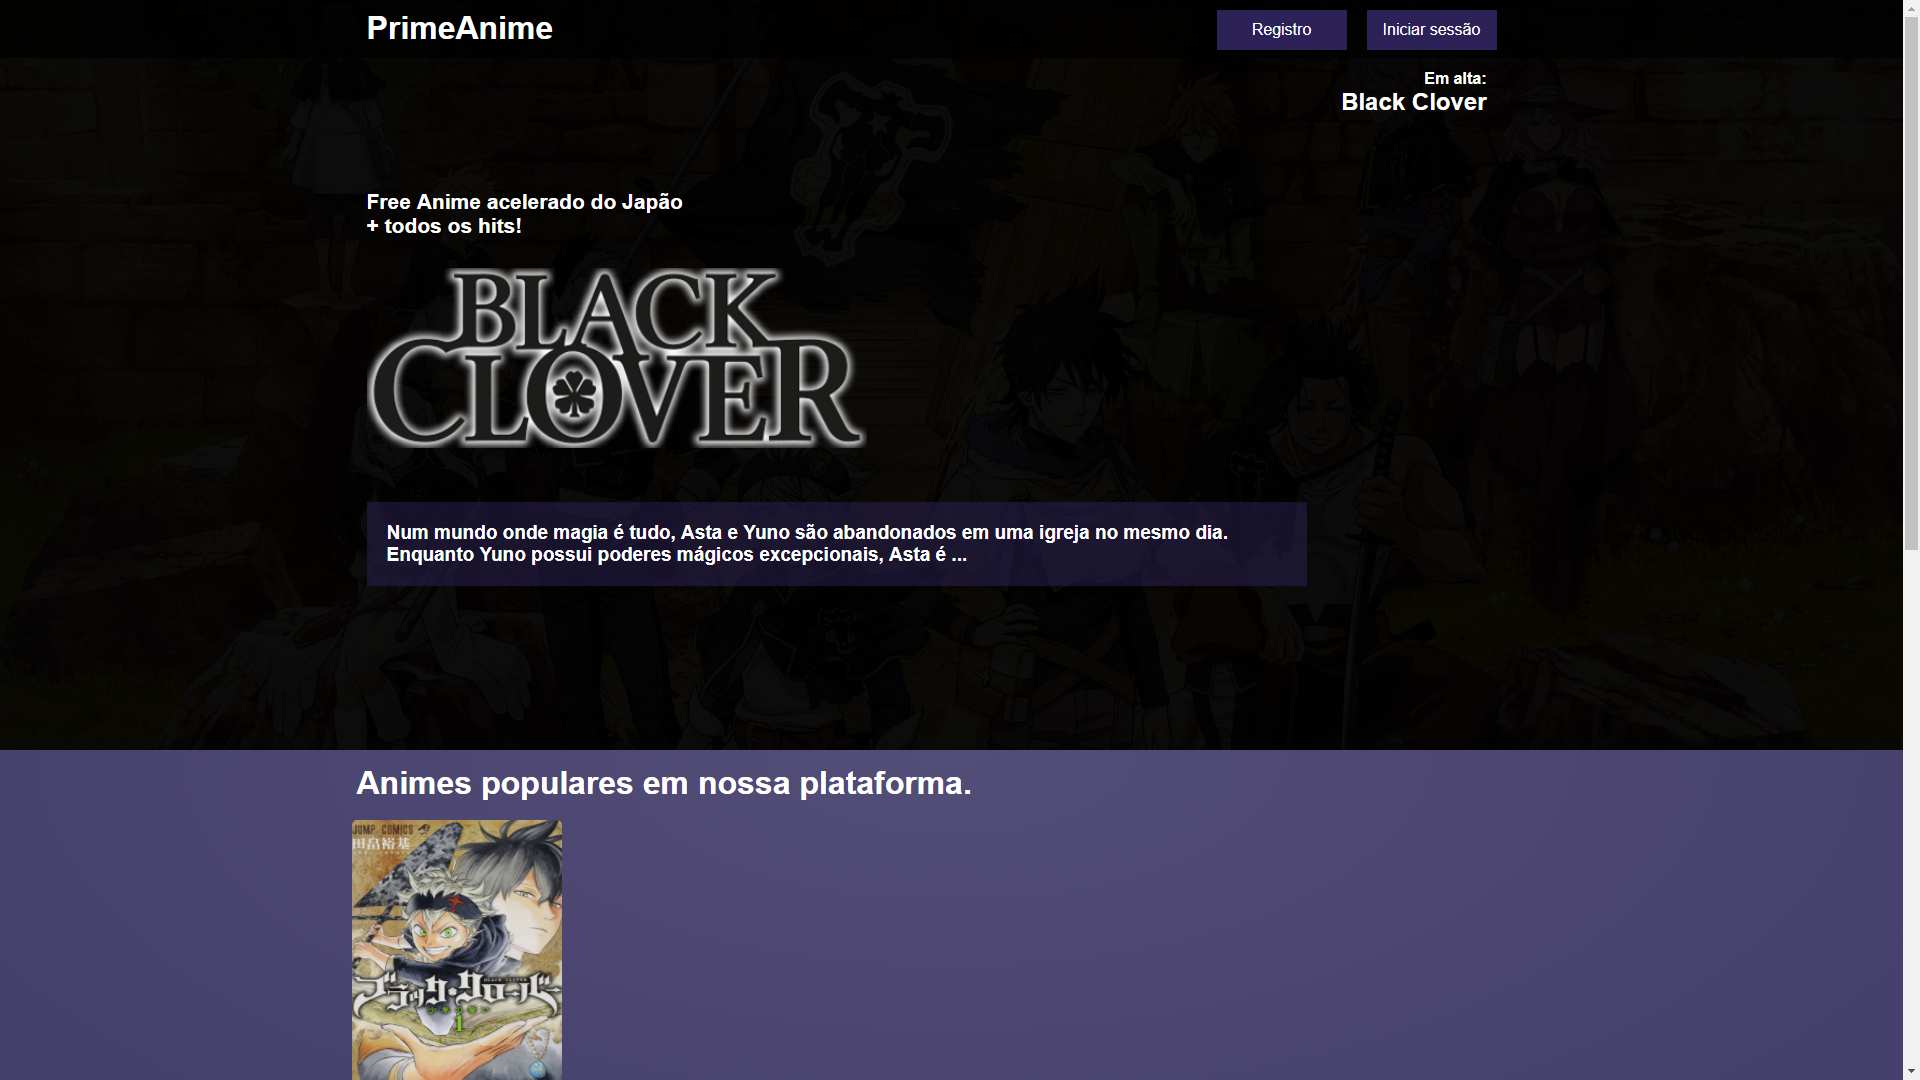 PrimeAnime
Registro
Iniciar sessão
Em alta:
Black Clover
Free Anime acelerado do Japão
+ todos os hits!
BLACK
CLOVER
Num mundo onde magia é tudo, Asta e Yuno são abandonados em uma igreja no mesmo dia.
Enquanto Yuno possui poderes mágicos excepcionais, Asta é ...
Animes populares em nossa plataforma.
JUMP COMICS
田畠裕基
BLACK CLOVER
ブラッククローバー
1